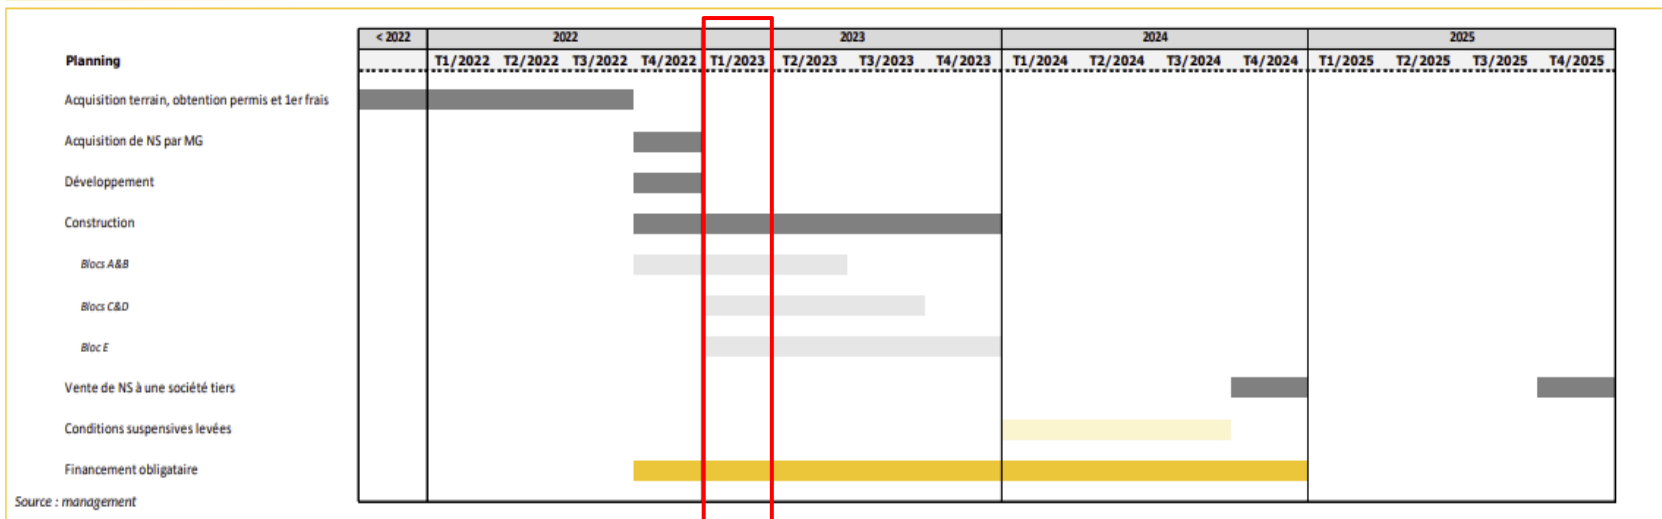 < 2022 2022 2023 2024 2025
Planning T1/2022 T2/2022 T3/2022 T4/2022 T1/2023 T2/2023 T3/2023 T4/2023 T1/2024 T2/2024 T3/2024 T4/2024 T1/2025 T2/2025 T3/2025 T4/2025
Acquisition terrain, obtention permis et 1er frais
Acquisition de NS par MG
Développement
Construction
Blocs A&B
Blocs C&D
Bloc E
Vente de NS à une société tiers
Conditions suspensives levées
Financement obligataire
Source : management